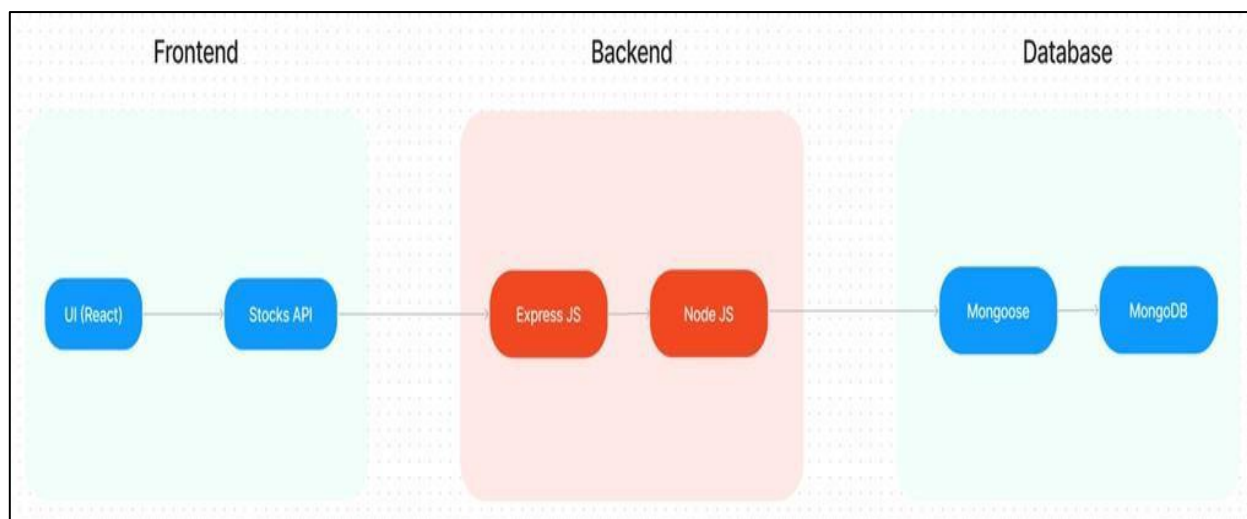 Frontend
Backend
Database
UI (React)
Stocks API
Express JS
Node JS
Mongoose
MongoDB